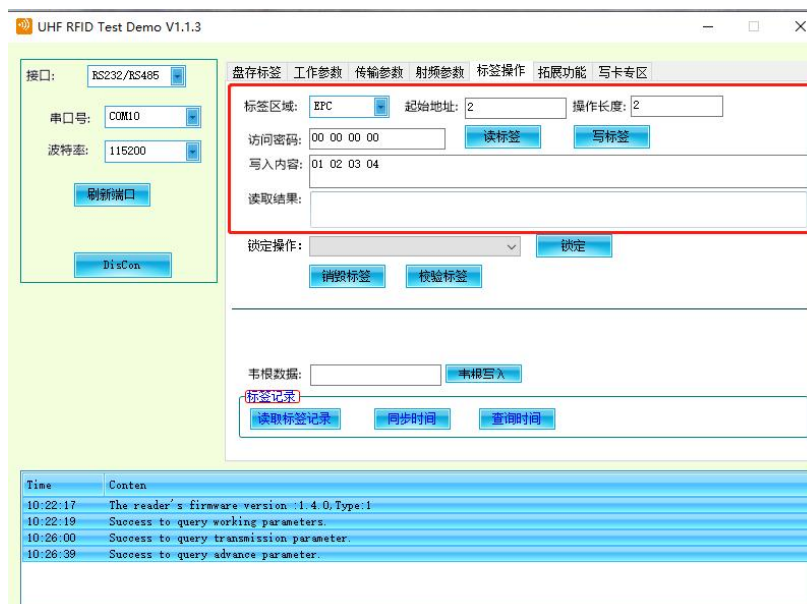 UHF RFID Test Demo V1.1.3
接口: RS232/RS485
串口号: COM10
波特率: 115200
刷新端口
DisCon
盘存标签 工作参数 传输参数 射频参数 标签操作 拓展功能 写卡专区
标签区域: EPC 起始地址: 2 操作长度: 2
访问密码: 00 00 00 00 读标签 写标签
写入内容: 01 02 03 04
读取结果:
锁定操作: 锁定
销毁标签 校验标签
韦根数据: 韦根写入
标签记录
读取标签记录 同步时间 查询时间
Time Conten
10:22:17 The reader's firmware version :1.4.0,Type:1
10:22:19 Success to query working parameters.
10:26:00 Success to query transmission parameter.
10:26:39 Success to query advance parameter.